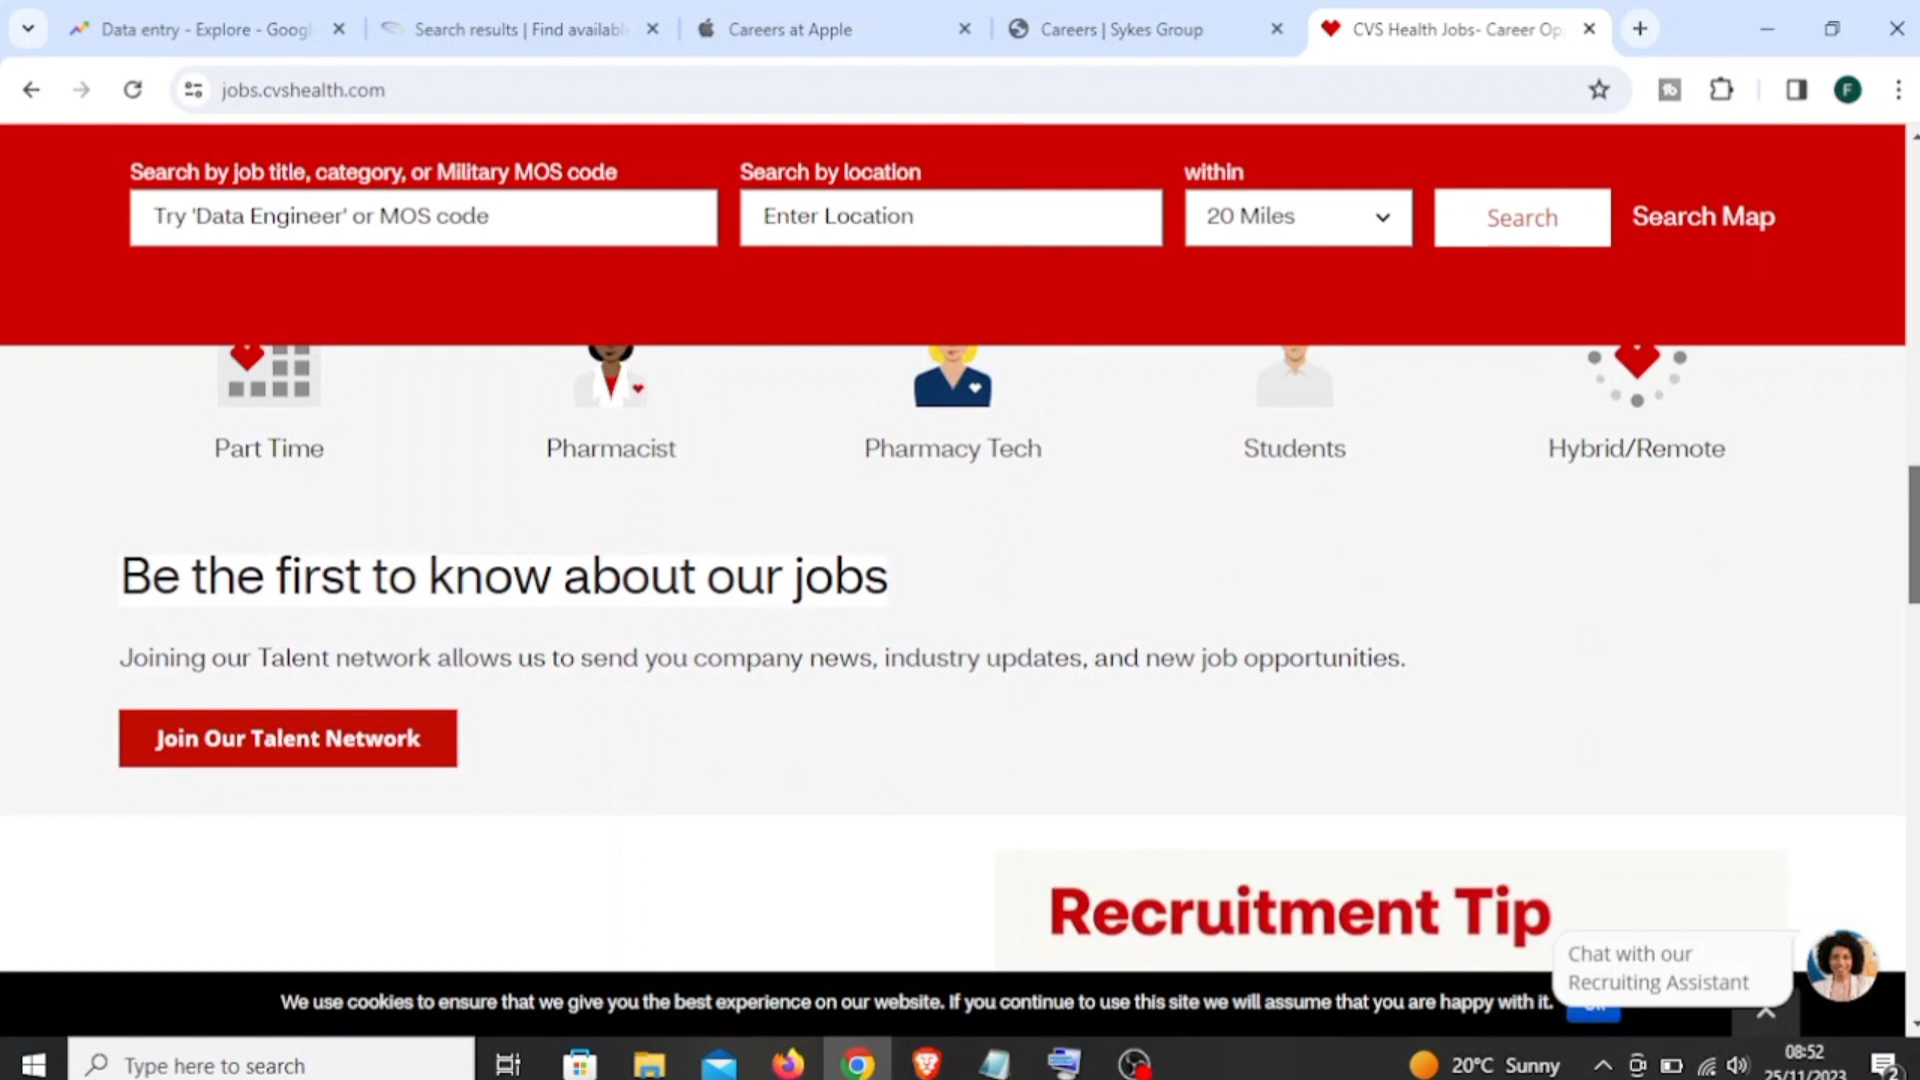 Data entry - Explore - Googl
Search results | Find availabl
Careers at Apple
Careers | Sykes Group
CVS Health Jobs- Career Op
jobs.cvshealth.com
F
Search by job title, category, or Military MOS code
Search by location
within
Try 'Data Engineer' or MOS code
Enter Location
20 Miles
Search
Search Map
Part Time
Pharmacist
Pharmacy Tech
Students
Hybrid/Remote
Be the first to know about our jobs
Joining our Talent network allows us to send you company news, industry updates, and new job opportunities.
Join Our Talent Network
Recruitment Tip
Chat with our
Recruiting Assistant
We use cookies to ensure that we give you the best experience on our website. If you continue to use this site we will assume that you are happy with it.
Type here to search
20°C Sunny
08:52
25/11/2023
2